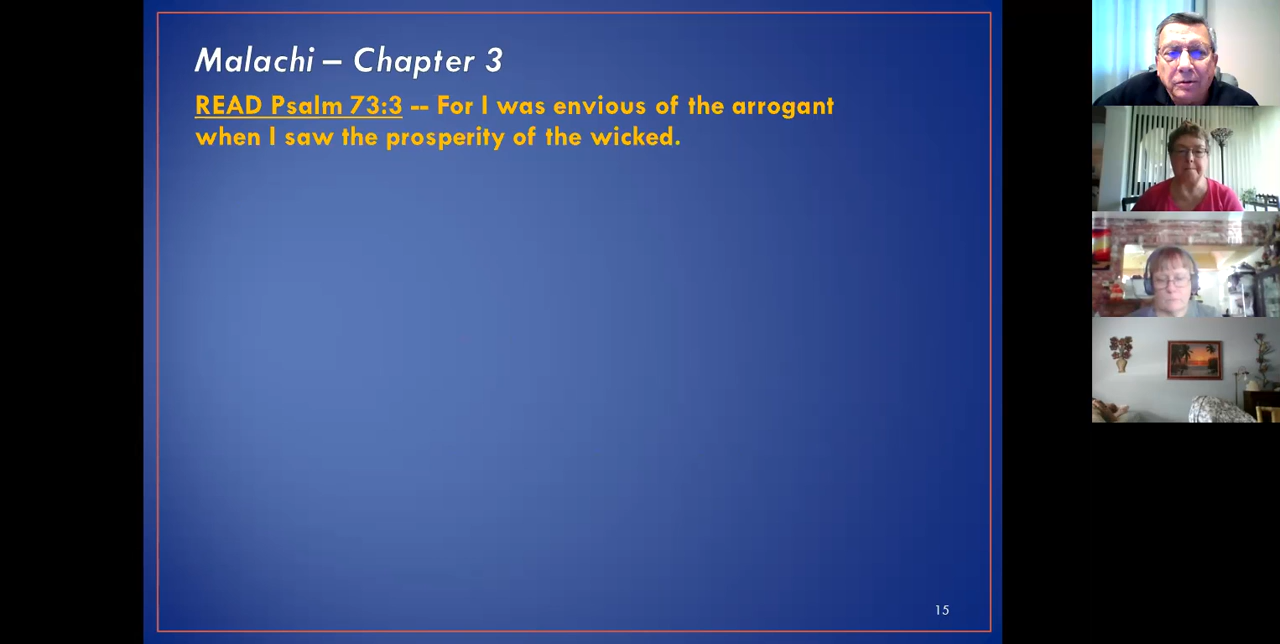 Malachi – Chapter 3
READ Psalm 73:3 -- For I was envious of the arrogant
when I saw the prosperity of the wicked.
15